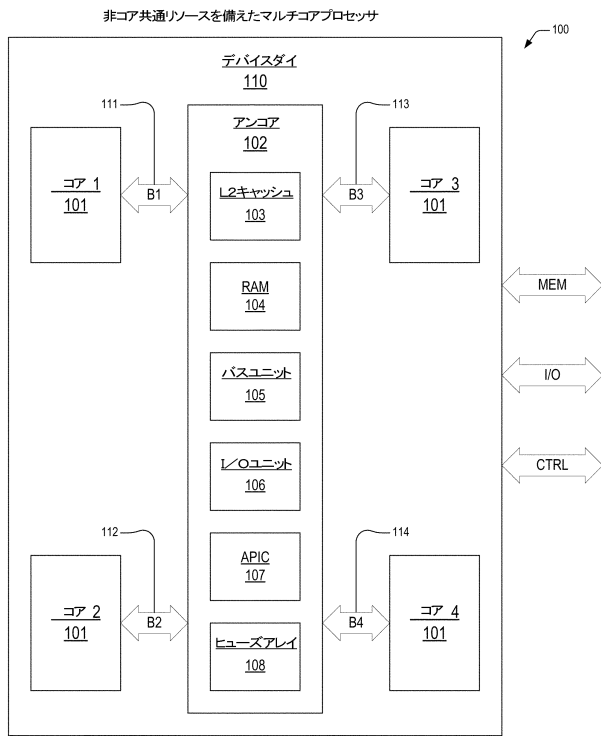 非コア共通リソースを備えたマルチコアプロセッサ
100
デバイスダイ
110
111
113
アンコア
102
コア 1
101
B1
L2キャッシュ
103
B3
コア 3
101
RAM
104
MEM
バスユニット
105
I/O
I/Oユニット
106
CTRL
112
114
APIC
107
コア 2
101
B2
ヒューズアレイ
108
B4
コア 4
101